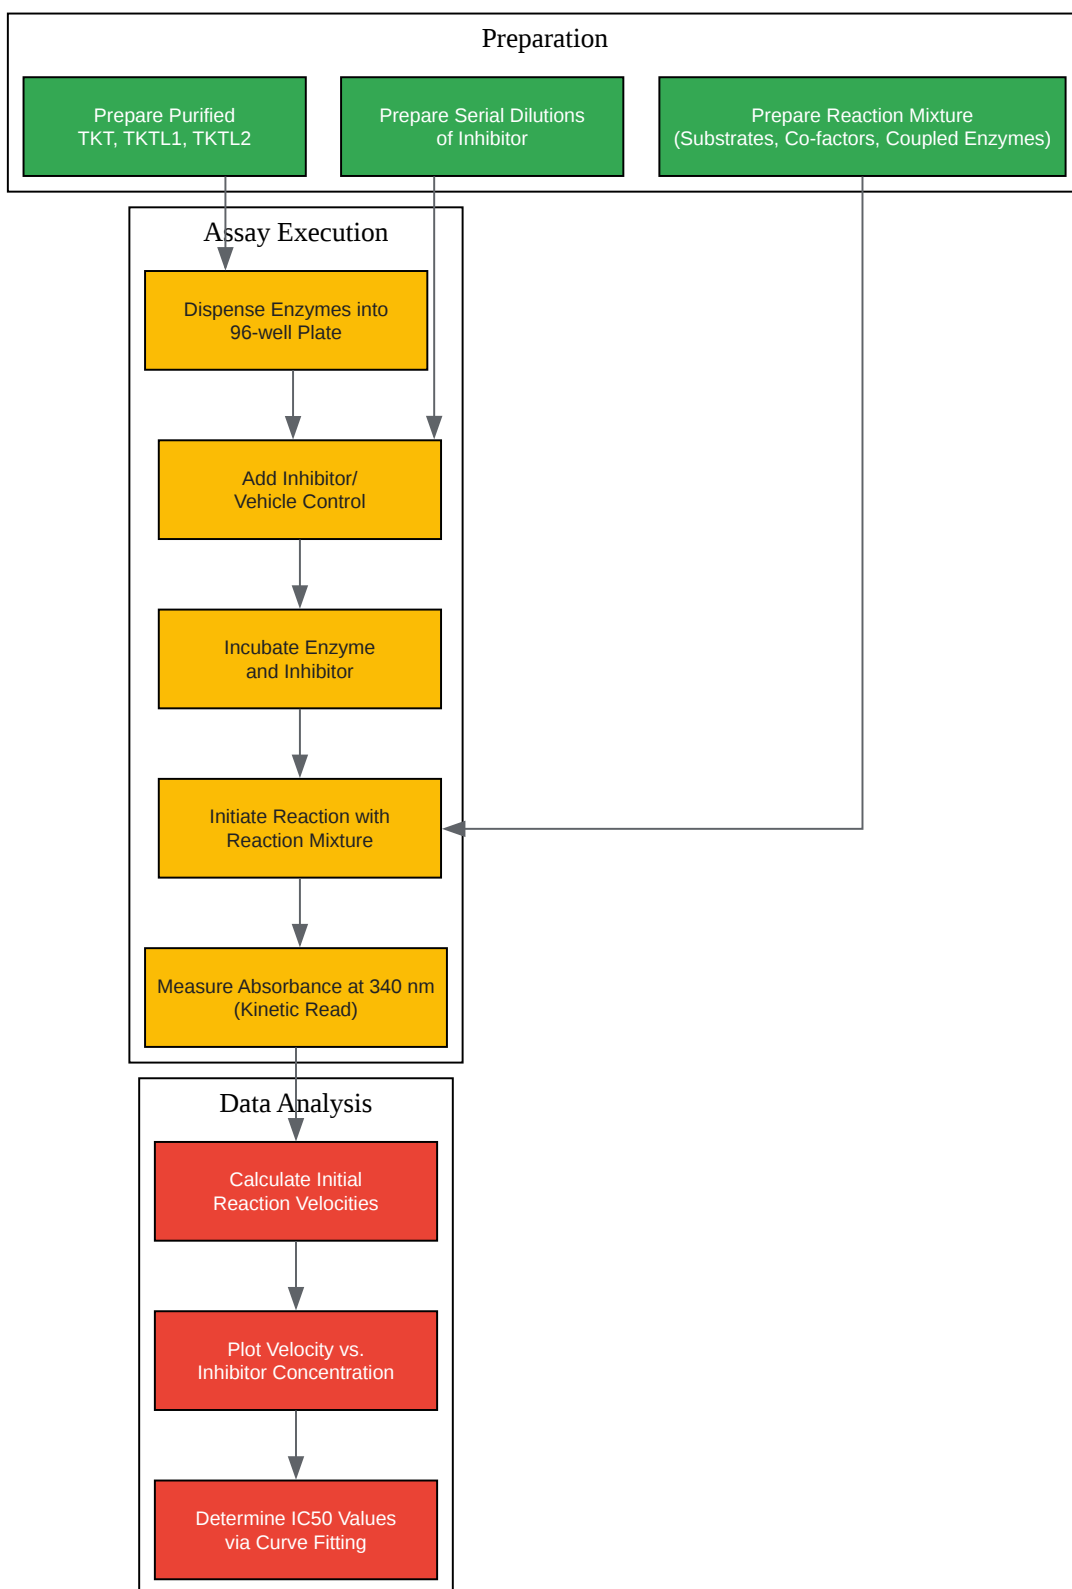 Preparation
Prepare Purified
TKT, TKTL1, TKTL2
Prepare Serial Dilutions
of Inhibitor
Prepare Reaction Mixture
(Substrates, Co-factors, Coupled Enzymes)
Assay Execution
Dispense Enzymes into
96-well Plate
Add Inhibitor/
Vehicle Control
Incubate Enzyme
and Inhibitor
Initiate Reaction with
Reaction Mixture
Measure Absorbance at 340 nm
(Kinetic Read)
Data Analysis
Calculate Initial
Reaction Velocities
Plot Velocity vs.
Inhibitor Concentration
Determine IC50 Values
via Curve Fitting